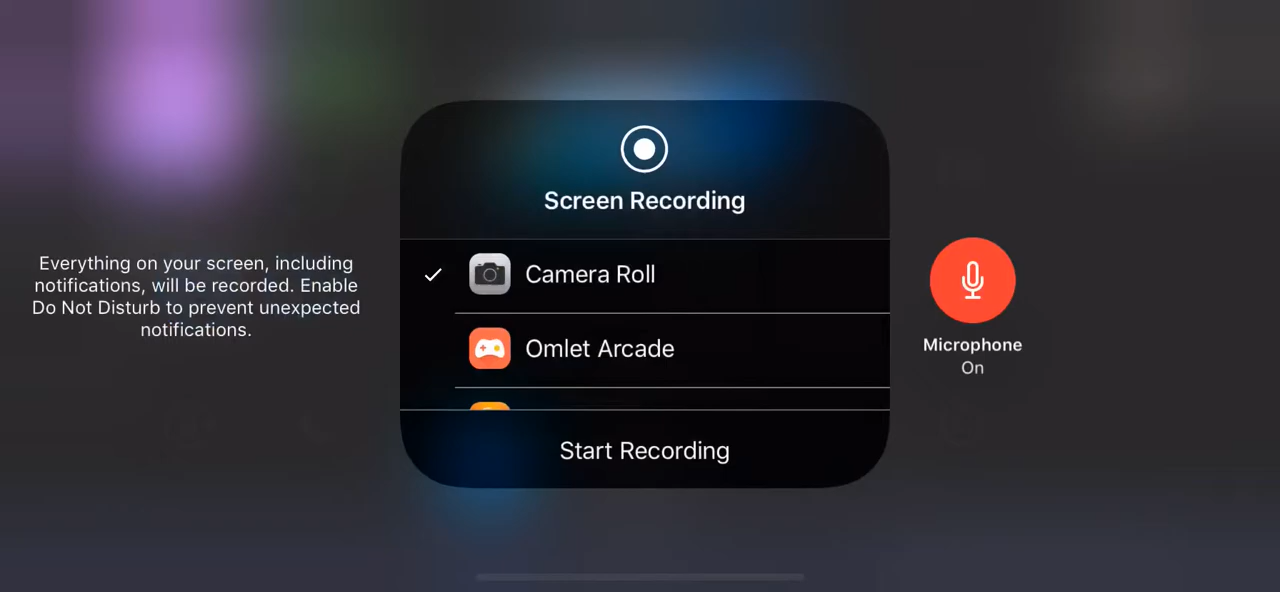 Screen Recording
Everything on your screen, including
notifications, will be recorded. Enable
Do Not Disturb to prevent unexpected
notifications.
Camera Roll
Omlet Arcade
Start Recording
Microphone
On